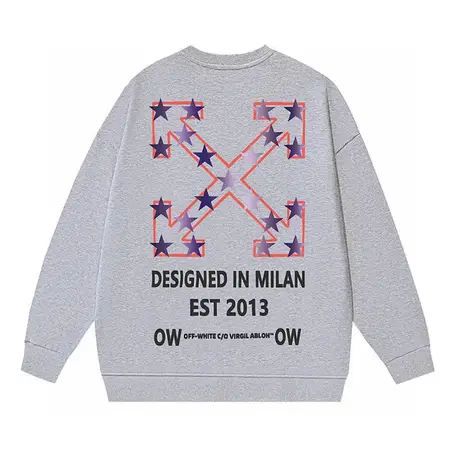 DESIGNED IN MILAN
EST 2013
OW OFF-WHITE C/O VIRGIL ABLOH™ OW